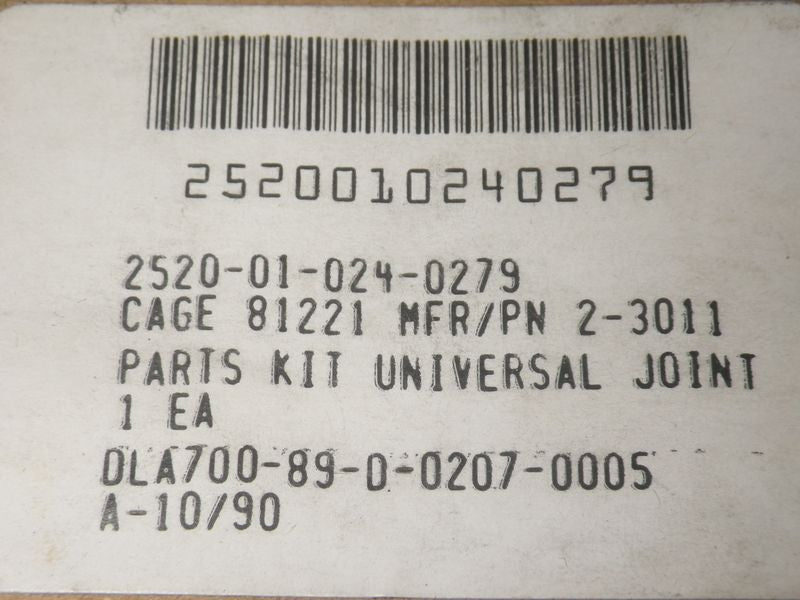 2520010240279
2520-01-024-0279
CAGE 81221 MFR/PN 2-3011
PARTS KIT UNIVERSAL JOINT
1 EA
DLA700-89-D-0207-0005
A-10/90